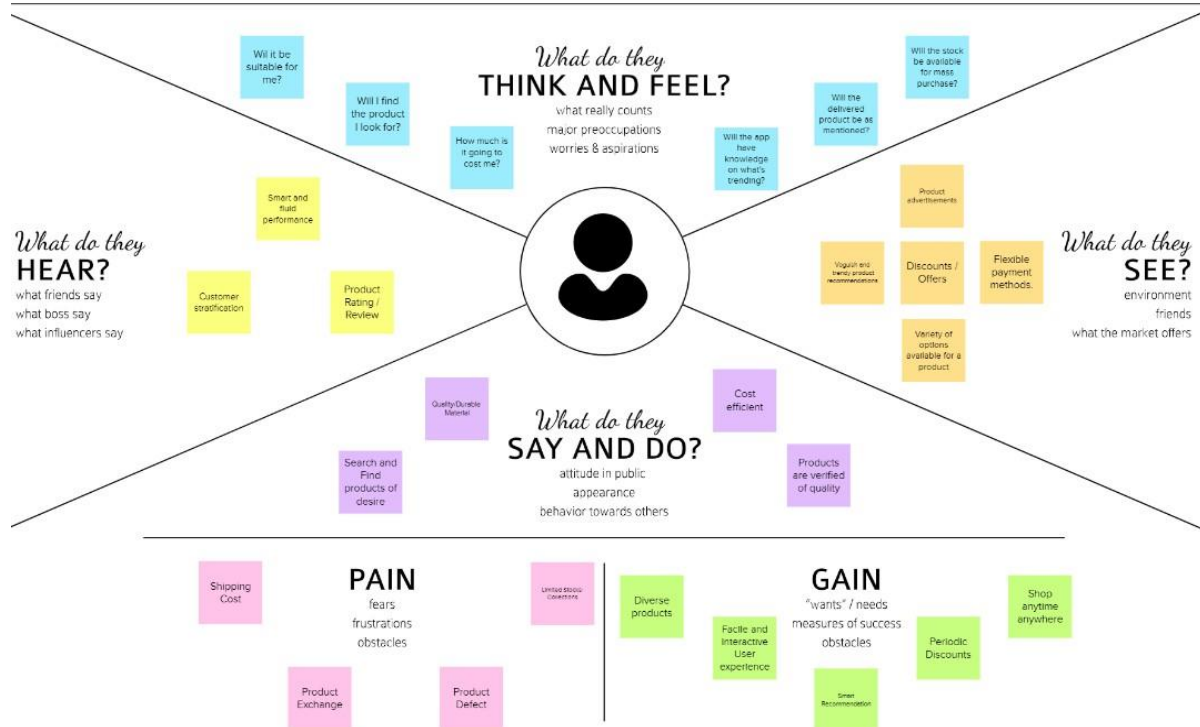 What do they
THINK AND FEEL?
what really counts
major preoccupations
worries & aspirations
Wil it be
suitable for
me?
Will I find
the product
I look for?
How much is
it going to
cost me?
Will the app
have
knowledge
on what's
trending?
Will the
delivered
product be as
mentioned?
Will the stock
be available
for mass
purchase?
What do they
HEAR?
what friends say
what boss say
what influencers say
Smart and
fluid
performance
Customer
stratification
Product
Rating /
Review
What do they
SEE?
environment
friends
what the market offers
Product
advertisements
Voguish and
trendy product
recommendations
Discounts /
Offers
Flexible
payment
methods.
Variety of
options
available for a
product
What do they
SAY AND DO?
attitude in public
appearance
behavior towards others
Quality/Durable
Material
Search and
Find
products of
desire
Cost
efficient
Products
are verified
of quality
PAIN
fears
frustrations
obstacles
Shipping
Cost
Limited Stocks/
Collections
Product
Exchange
Product
Defect
GAIN
"wants" / needs
measures of success
obstacles
Diverse
products
Facile and
Interactive
User
experience
Smart
Recommendation
Periodic
Discounts
Shop
anytime
anywhere